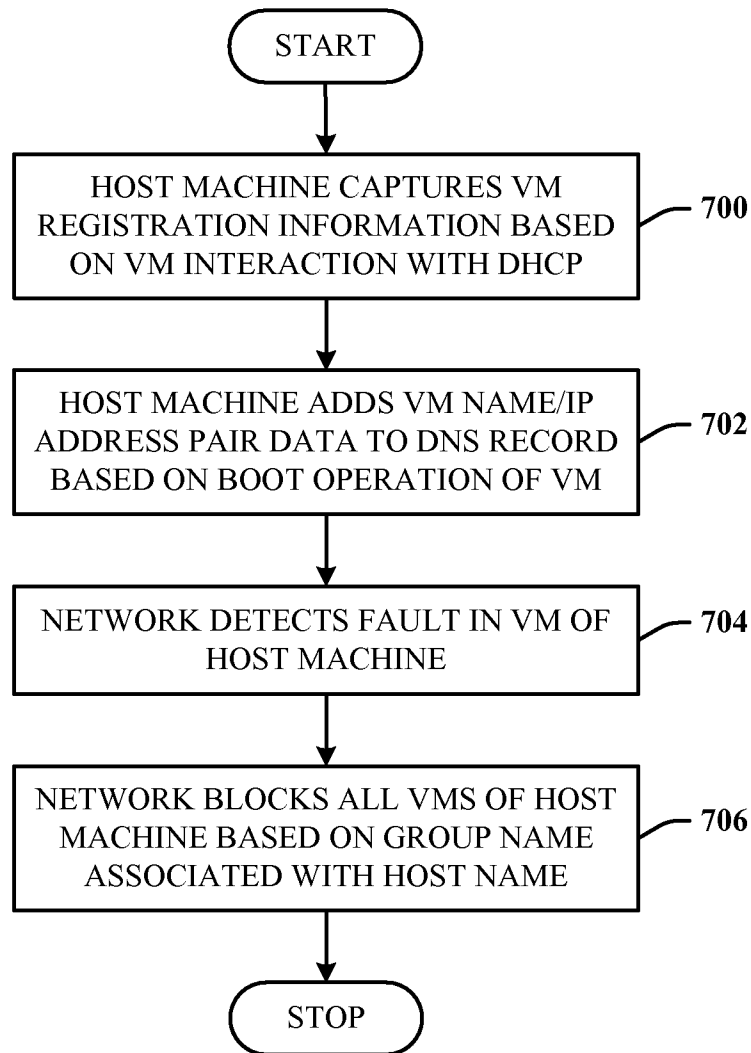 START
HOST MACHINE CAPTURES VM
REGISTRATION INFORMATION BASED
ON VM INTERACTION WITH DHCP
700
HOST MACHINE ADDS VM NAME/IP
ADDRESS PAIR DATA TO DNS RECORD
BASED ON BOOT OPERATION OF VM
702
NETWORK DETECTS FAULT IN VM OF
HOST MACHINE
704
NETWORK BLOCKS ALL VMS OF HOST
MACHINE BASED ON GROUP NAME
ASSOCIATED WITH HOST NAME
706
STOP